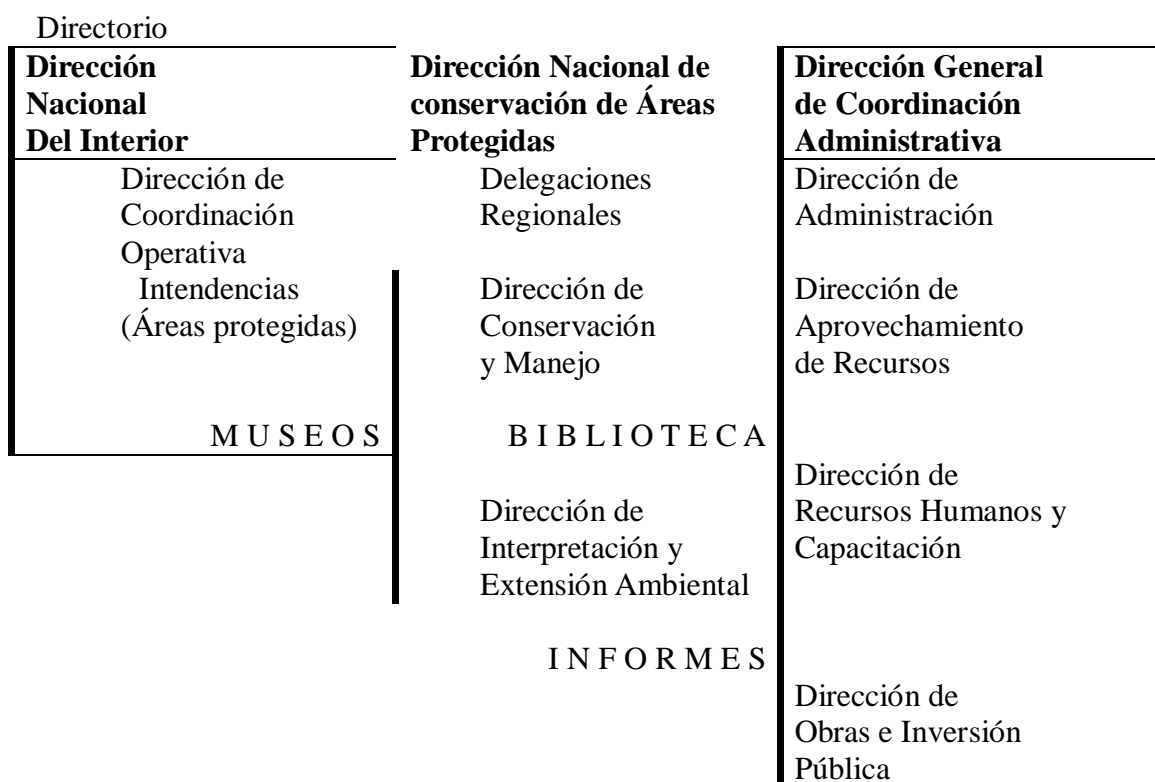 Directorio
Dirección
Nacional
Del Interior
Dirección de
Coordinación
Operativa
Intendencias
(Áreas protegidas)
M U S E O S
Dirección Nacional de
conservación de Áreas
Protegidas
Delegaciones
Regionales
Dirección de
Conservación
y Manejo
B I B L I O T E C A
Dirección de
Interpretación y
Extensión Ambiental
I N F O R M E S
Dirección General
de Coordinación
Administrativa
Dirección de
Administración
Dirección de
Aprovechamiento
de Recursos
Dirección de
Recursos Humanos y
Capacitación
Dirección de
Obras e Inversión
Pública